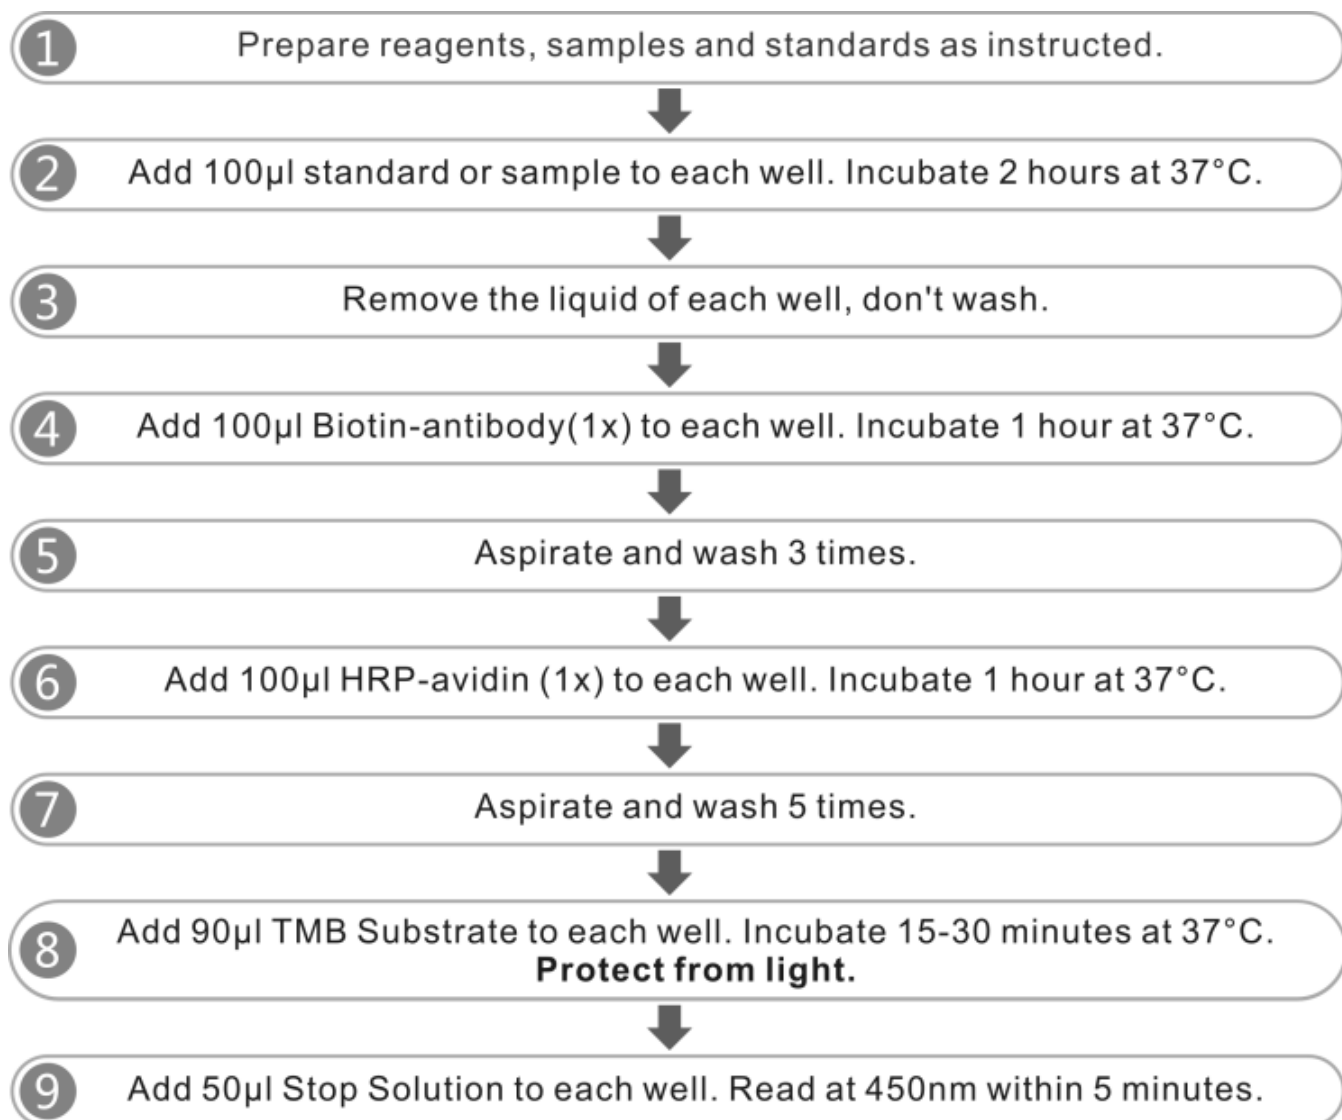 1 Prepare reagents, samples and standards as instructed.
2 Add 100µl standard or sample to each well. Incubate 2 hours at 37°C.
3 Remove the liquid of each well, don't wash.
4 Add 100µl Biotin-antibody(1x) to each well. Incubate 1 hour at 37°C.
5 Aspirate and wash 3 times.
6 Add 100µl HRP-avidin (1x) to each well. Incubate 1 hour at 37°C.
7 Aspirate and wash 5 times.
8 Add 90µl TMB Substrate to each well. Incubate 15-30 minutes at 37°C.
Protect from light.
9 Add 50µl Stop Solution to each well. Read at 450nm within 5 minutes.